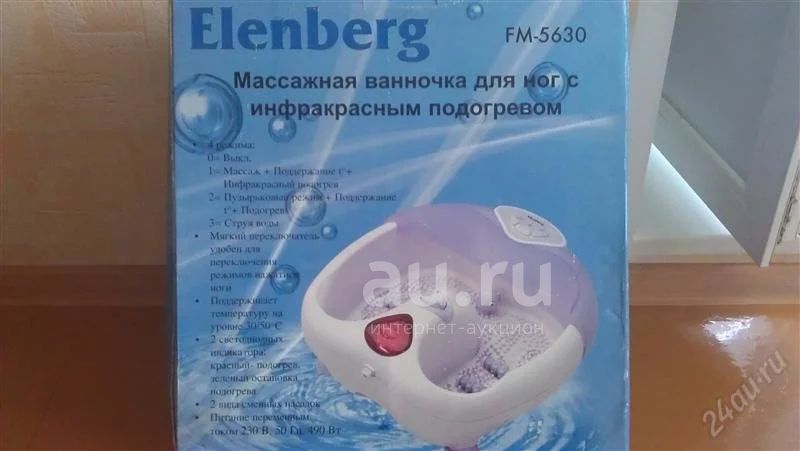 Elenberg FM-5630
Массажная ванночка для ног с
инфракрасным подогревом
• 4 режима:
0= Выкл.
1= Массаж + Поддержание t°+
Инфракрасный подогрев
2= Пузырьковый режим + Поддержание
t°+ Подогрев
3= Струя воды
• Мягкий переключатель
удобен для
переключения
режимов нажатием
ноги
• Поддерживает
температуру на
уровне 30/50°C
• 2 светодиодных
индикатора:
красный- подогрев,
зеленый остановка
подогрева
• 2 вида сменных насадок
• Питание переменным
током 230 В, 50 Гц, 490 Вт
au.ru
интернет-аукцион
24au.ru